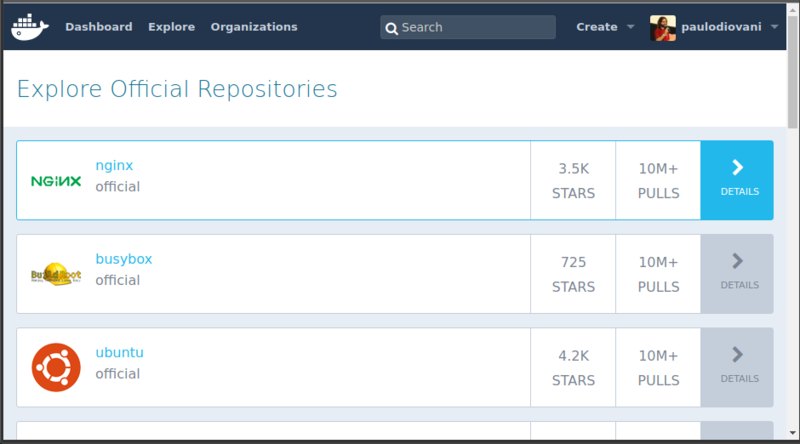 Dashboard Explore Organizations Search Create paulodiovani
Explore Official Repositories
NGINX
nginx
official
3.5K
STARS
10M+
PULLS
DETAILS
BuildRoot
busybox
official
725
STARS
10M+
PULLS
DETAILS
ubuntu
official
4.2K
STARS
10M+
PULLS
DETAILS